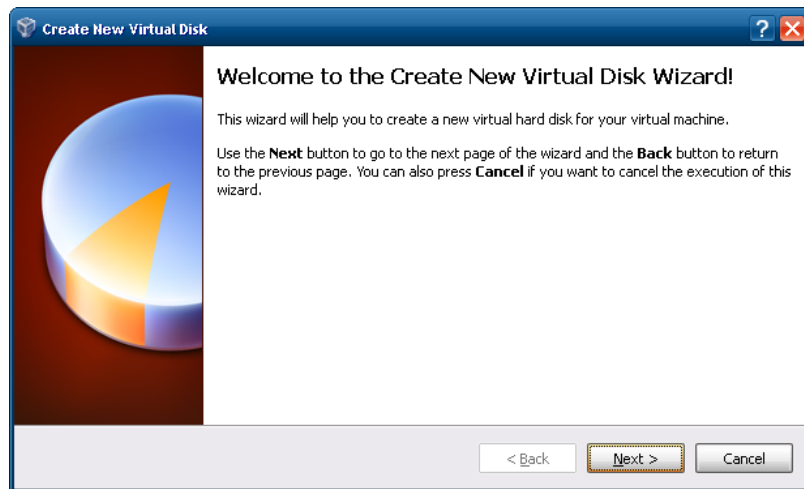 Create New Virtual Disk
?
Welcome to the Create New Virtual Disk Wizard!
This wizard will help you to create a new virtual hard disk for your virtual machine.
Use the Next button to go to the next page of the wizard and the Back button to return
to the previous page. You can also press Cancel if you want to cancel the execution of this
wizard.
< Back
Next >
Cancel